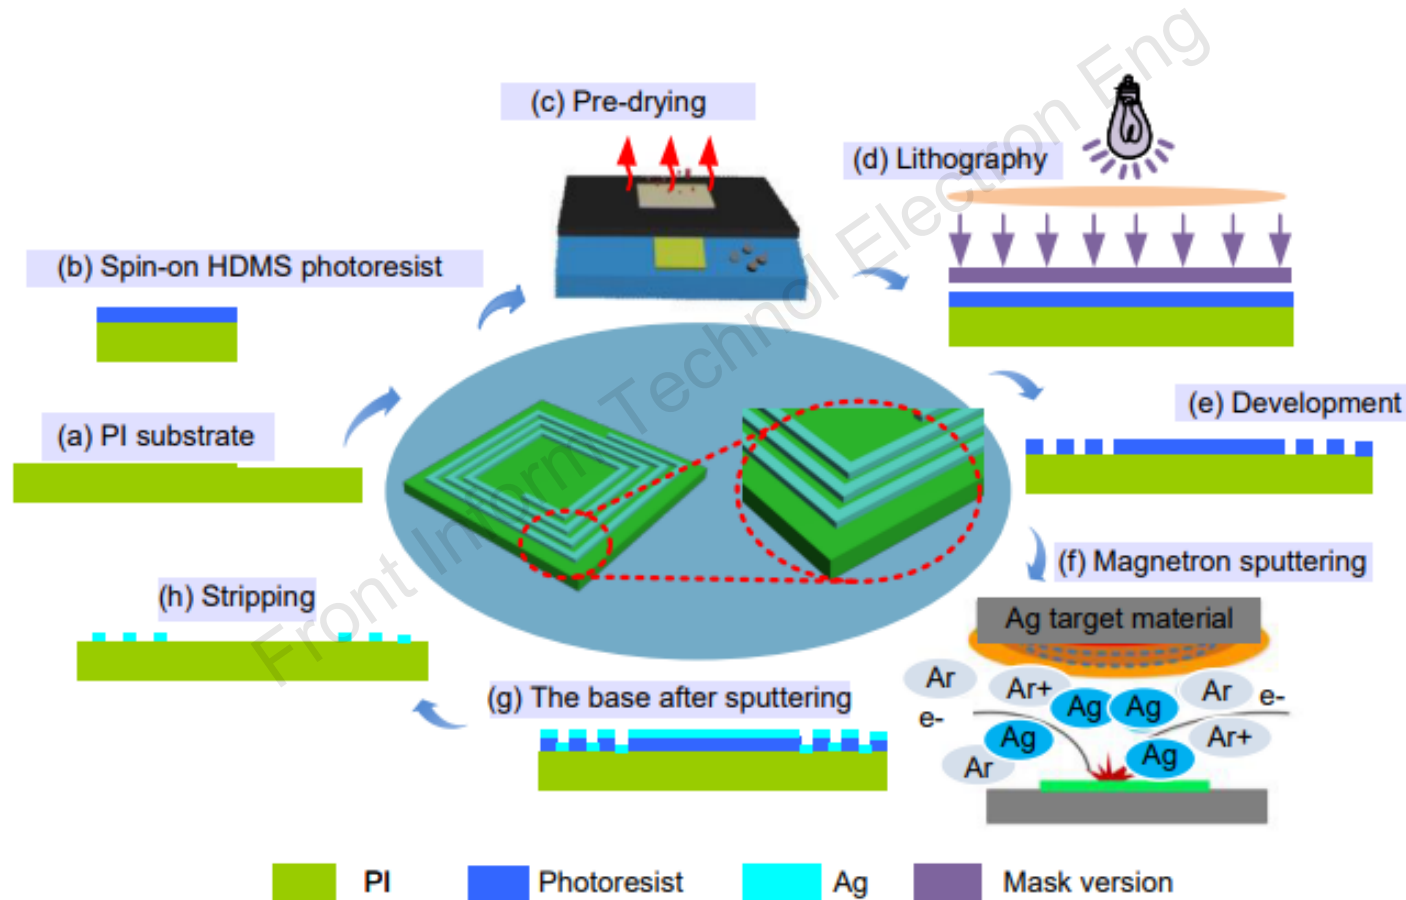 (c) Pre-drying
(d) Lithography
(b) Spin-on HDMS photoresist
(a) PI substrate
(e) Development
(f) Magnetron sputtering
Ag target material
Ar
Ar+
Ag
Ag
Ar
e-
e-
Ag
Ar+
Ar
Ag
(h) Stripping
(g) The base after sputtering
PI
Photoresist
Ag
Mask version
Front Inform Technol Electron Eng